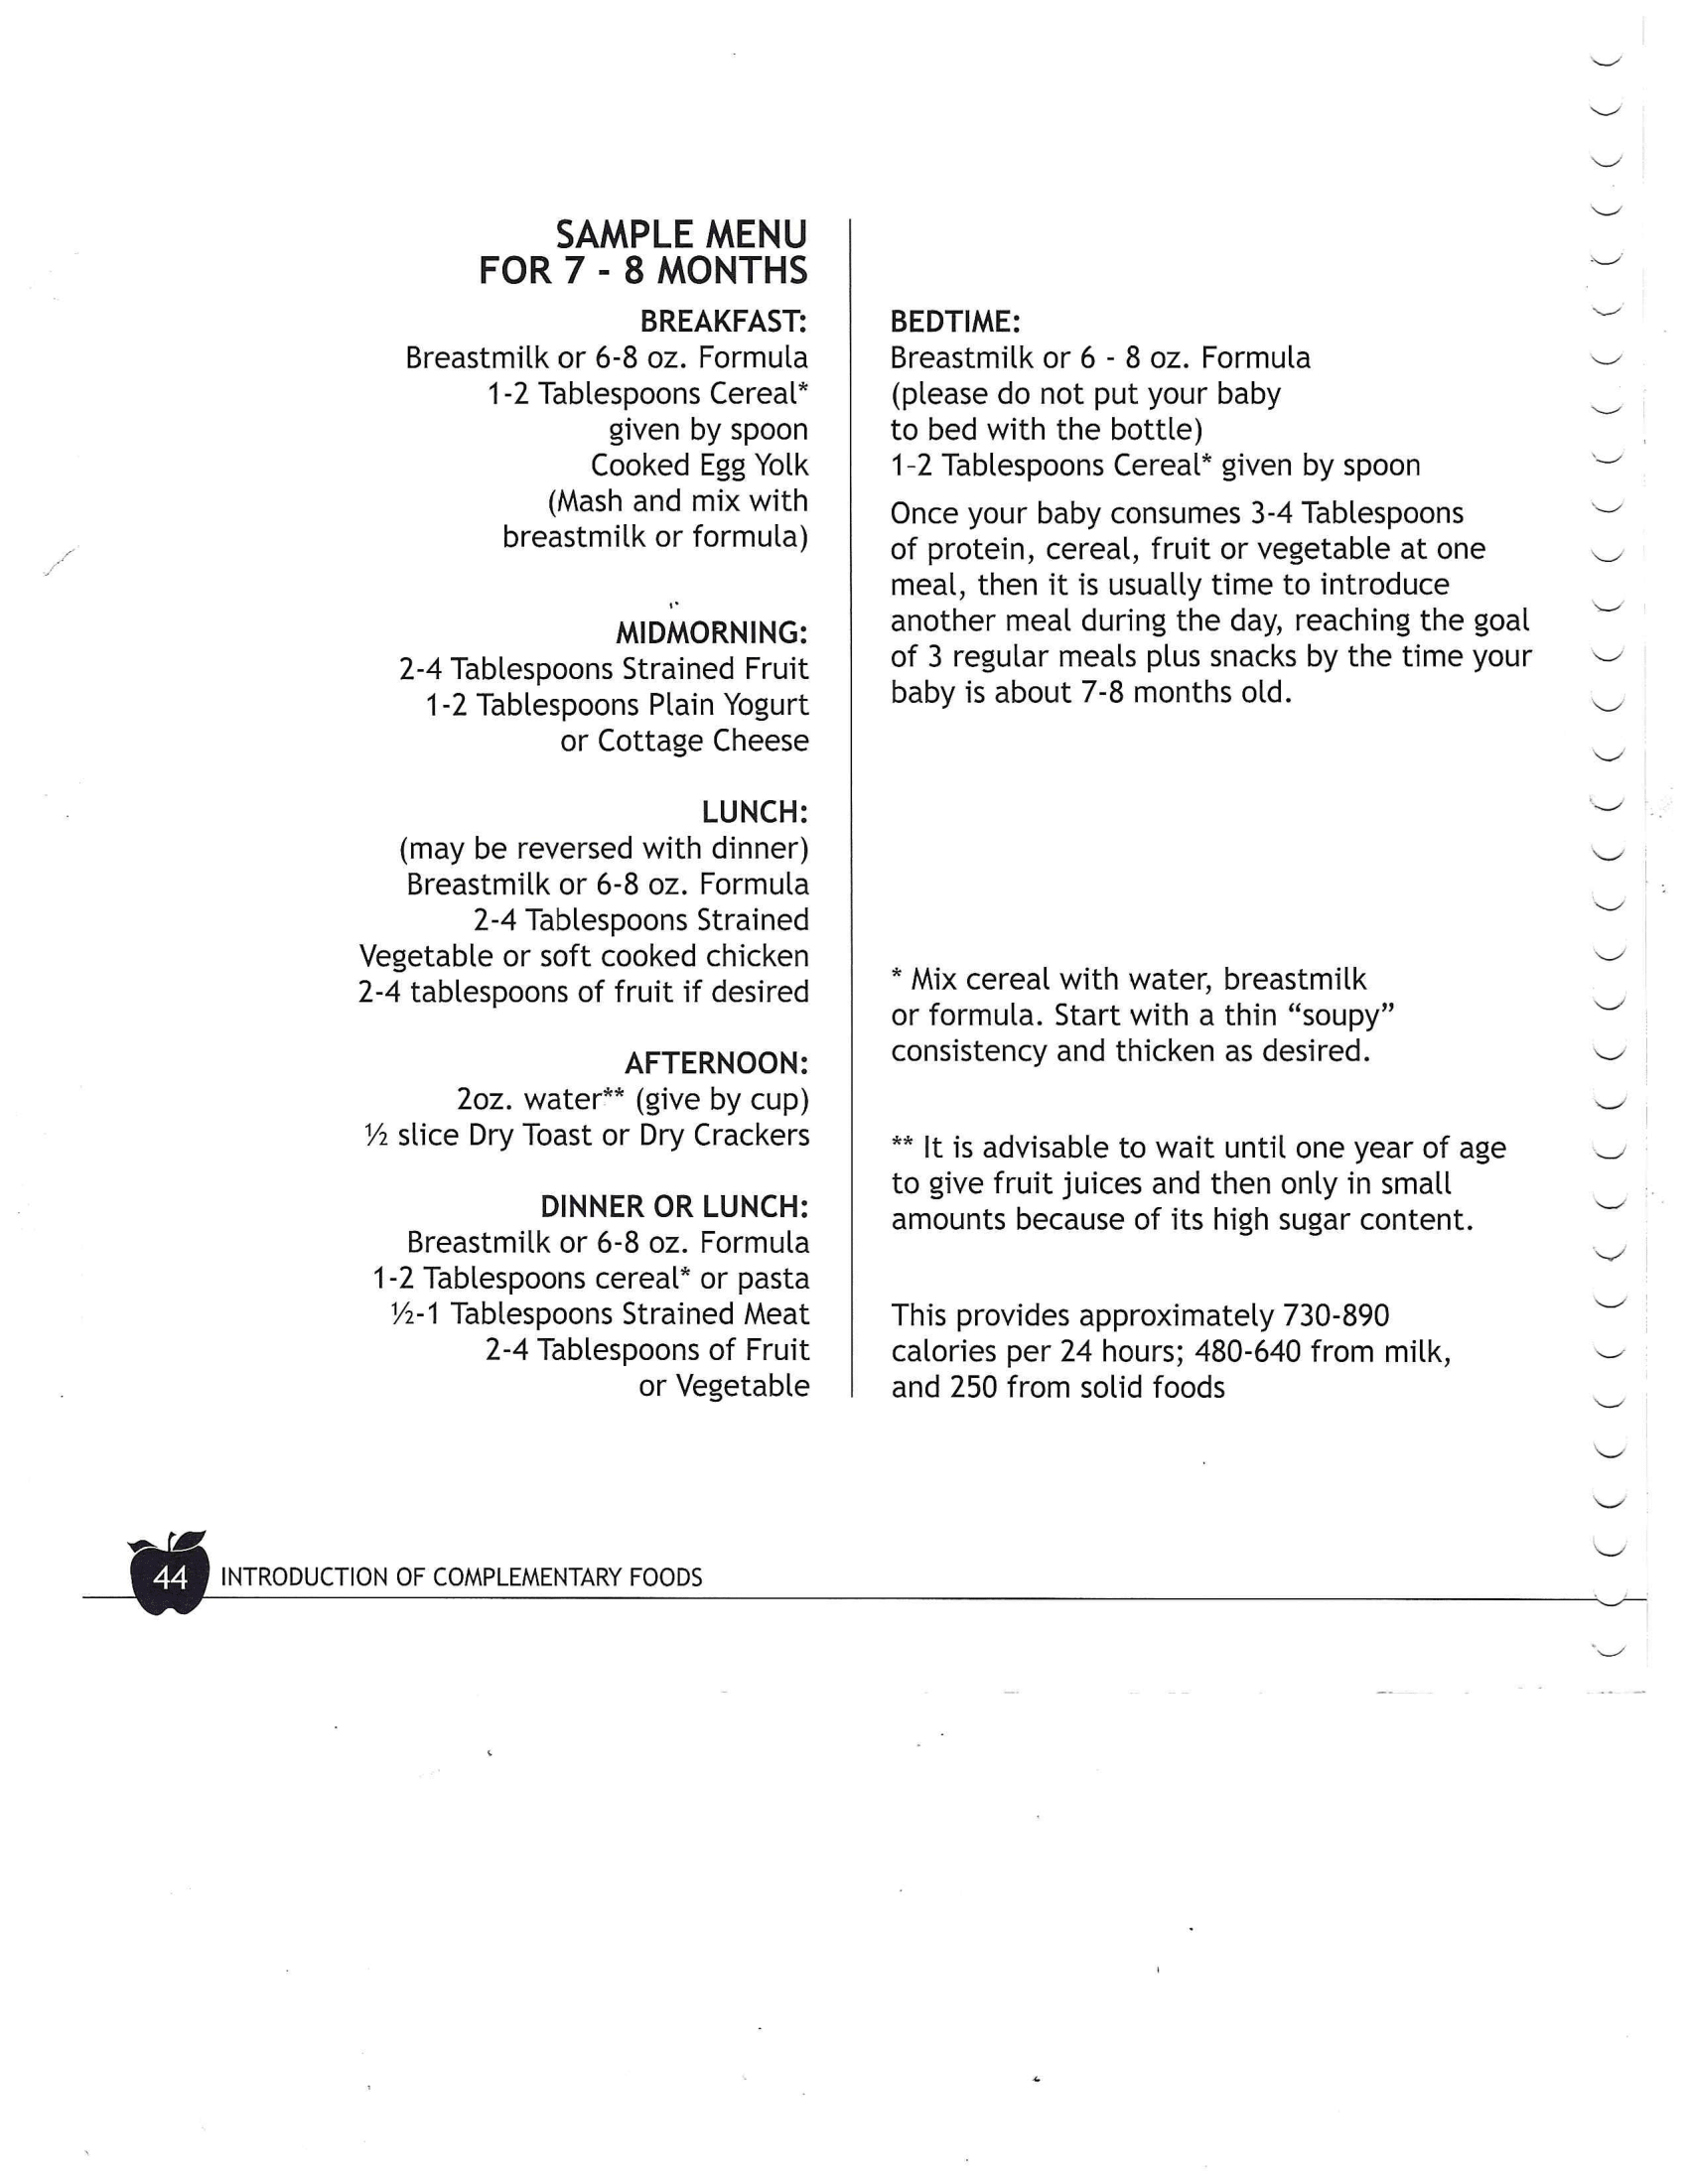 SAMPLE MENU
FOR 7 - 8 MONTHS
BREAKFAST:
Breastmilk or 6-8 oz. Formula
1-2 Tablespoons Cereal*
given by spoon
Cooked Egg Yolk
(Mash and mix with
breastmilk or formula)
MIDMORNING:
2-4 Tablespoons Strained Fruit
1-2 Tablespoons Plain Yogurt
or Cottage Cheese
LUNCH:
(may be reversed with dinner)
Breastmilk or 6-8 oz. Formula
2-4 Tablespoons Strained
Vegetable or soft cooked chicken
2-4 tablespoons of fruit if desired
AFTERNOON:
2oz. water** (give by cup)
½ slice Dry Toast or Dry Crackers
DINNER OR LUNCH:
Breastmilk or 6-8 oz. Formula
1-2 Tablespoons cereal* or pasta
½-1 Tablespoons Strained Meat
2-4 Tablespoons of Fruit
or Vegetable
BEDTIME:
Breastmilk or 6 - 8 oz. Formula
(please do not put your baby
to bed with the bottle)
1-2 Tablespoons Cereal* given by spoon
Once your baby consumes 3-4 Tablespoons
of protein, cereal, fruit or vegetable at one
meal, then it is usually time to introduce
another meal during the day, reaching the goal
of 3 regular meals plus snacks by the time your
baby is about 7-8 months old.
* Mix cereal with water, breastmilk
or formula. Start with a thin “soupy”
consistency and thicken as desired.
** It is advisable to wait until one year of age
to give fruit juices and then only in small
amounts because of its high sugar content.
This provides approximately 730-890
calories per 24 hours; 480-640 from milk,
and 250 from solid foods
44 INTRODUCTION OF COMPLEMENTARY FOODS